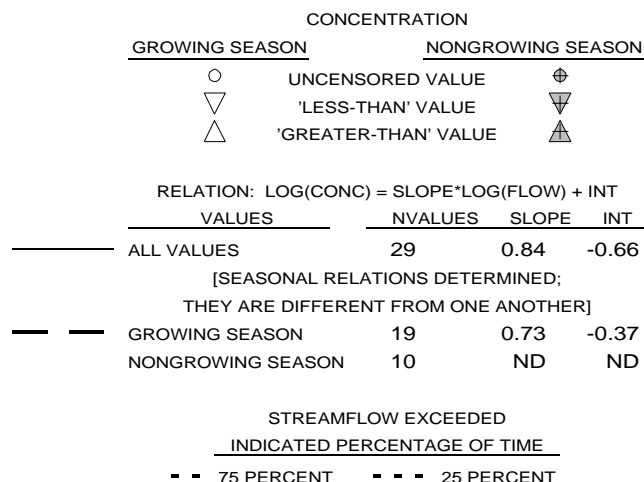 CONCENTRATION
GROWING SEASON NONGROWING SEASON
UNCENSORED VALUE
'LESS-THAN' VALUE
'GREATER-THAN' VALUE
RELATION: LOG(CONC) = SLOPE*LOG(FLOW) + INT
VALUES NVALUES SLOPE INT
ALL VALUES 29 0.84 -0.66
[SEASONAL RELATIONS DETERMINED;
THEY ARE DIFFERENT FROM ONE ANOTHER]
GROWING SEASON 19 0.73 -0.37
NONGROWING SEASON 10 ND ND
STREAMFLOW EXCEEDED
INDICATED PERCENTAGE OF TIME
75 PERCENT 25 PERCENT